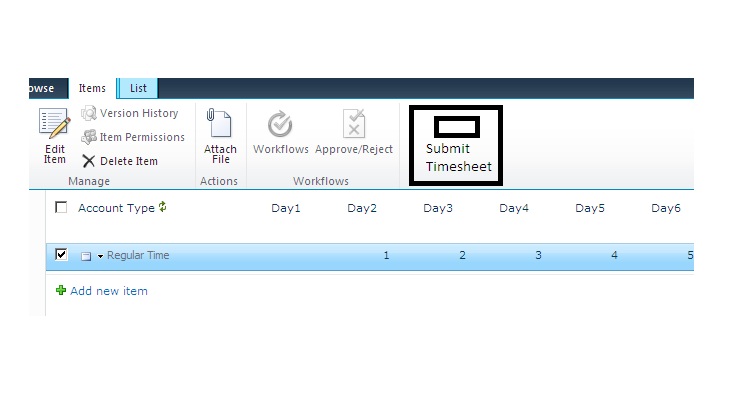 owse Items List
Version History
Item Permissions
Delete Item
Edit
Item
Attach
File
Workflows Approve/Reject
Submit
Timesheet
Manage Actions Workflows
Account Type Day1 Day2 Day3 Day4 Day5 Day6
Regular Time 1 2 3 4 5
Add new item